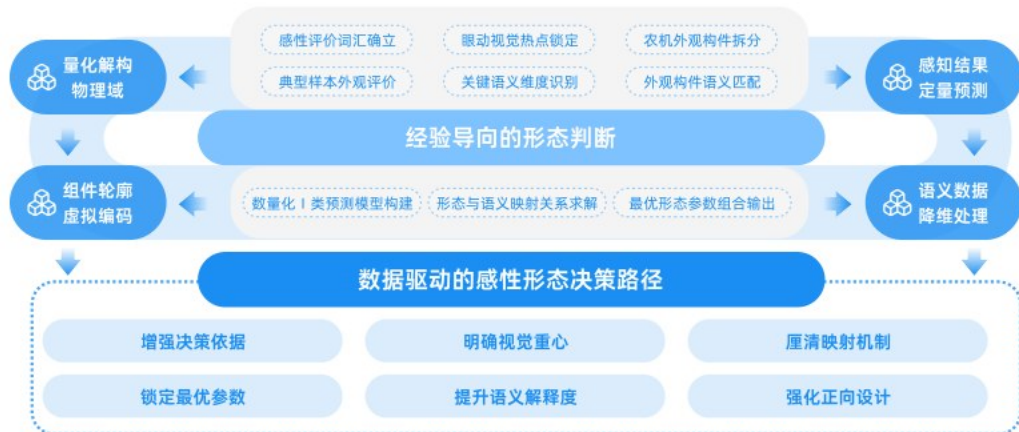 感性评价词汇确立
眼动视觉热点锁定
农机外观构件拆分
量化解构
物理域
典型样本外观评价
关键语义维度识别
外观构件语义匹配
感知结果
定量预测
经验导向的形态判断
组件轮廓
虚拟编码
数量化Ⅰ类预测模型构建
形态与语义映射关系求解
最优形态参数组合输出
语义数据
降维处理
数据驱动的感性形态决策路径
增强决策依据
明确视觉重心
厘清映射机制
锁定最优参数
提升语义解释度
强化正向设计